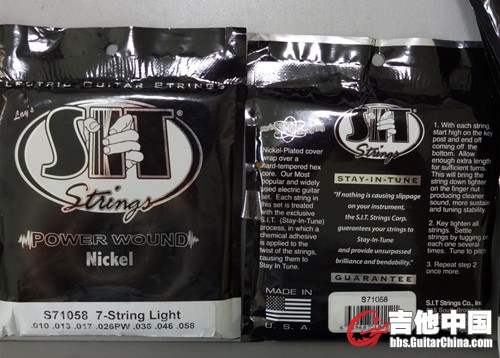 ELECTRIC GUITAR STRINGS
SIT
Strings
POWER WOUND
Nickel
S71058 7-String Light
.010 .013 .017 .026PW .036 .046 .058
Nickel-Plated cover
wrap over a
hard-tempered hex
core. Our Most
popular and widely
used electric guitar
set. Each string in
this set is treated
with the exclusive
S.I.T. (Stay-In-Tune)
process, in which a
chemical adhesive
is applied to the
twist of the strings,
causing them to
Stay In Tune
SIT
Strings
STAY-IN-TUNE
"If nothing is causing slippage
on your instrument,
the S.I.T. Strings Corp.
guarantees your strings to
Stay-In-Tune
and provide unsurpassed
brilliance and bendability."
GUARANTEE
1. With each string
start high on the key
post and end off
coming off the
bottom. Allow
enough extra length
for sufficient turns.
This will bring the
string down tighter
on the finger nut
producing cleaner
sound, more sustain
and tuning stability.
2. Key tighten all
strings. Settle
strings by tugging on
each one several
times. Tune to pitch
3. Repeat step 2
once more.
MADE IN
U.S.A.
S71058
S.I.T Strings Co., Inc
吉他中国
bbs.GuitarChina.com